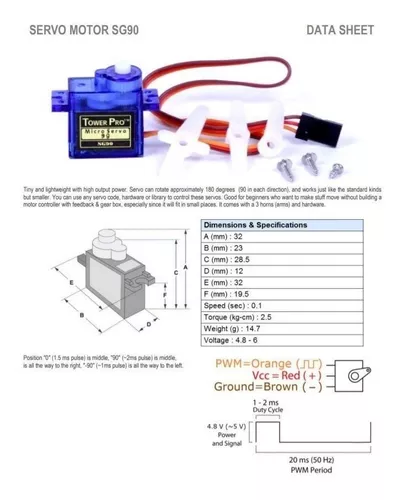 SERVO MOTOR SG90 DATA SHEET
TOWER PRO™
Micro Servo
9g
SG90
Tiny and lightweight with high output power. Servo can rotate approximately 180 degrees (90 in each direction), and works just like the standard kinds
but smaller. You can use any servo code, hardware or library to control these servos. Good for beginners who want to make stuff move without building a
motor controller with feedback & gear box, especially since it will fit in small places. It comes with a 3 horns (arms) and hardware.
Dimensions & Specifications
A (mm) : 32
B (mm) : 23
C (mm) : 28.5
D (mm) : 12
E (mm) : 32
F (mm) : 19.5
Speed (sec) : 0.1
Torque (kg-cm) : 2.5
Weight (g) : 14.7
Voltage : 4.8 - 6
A
C
F
E
B
D
Position "0" (1.5 ms pulse) is middle, "90" (~2ms pulse) is middle,
is all the way to the right. "-90" (~1ms pulse) is all the way to the left.
PWM=Orange (⎍⎍)
Vcc = Red (+)
Ground=Brown (−)
1 - 2 ms
Duty Cycle
4.8 V (~5 V)
Power
and Signal
20 ms (50 Hz)
PWM Period